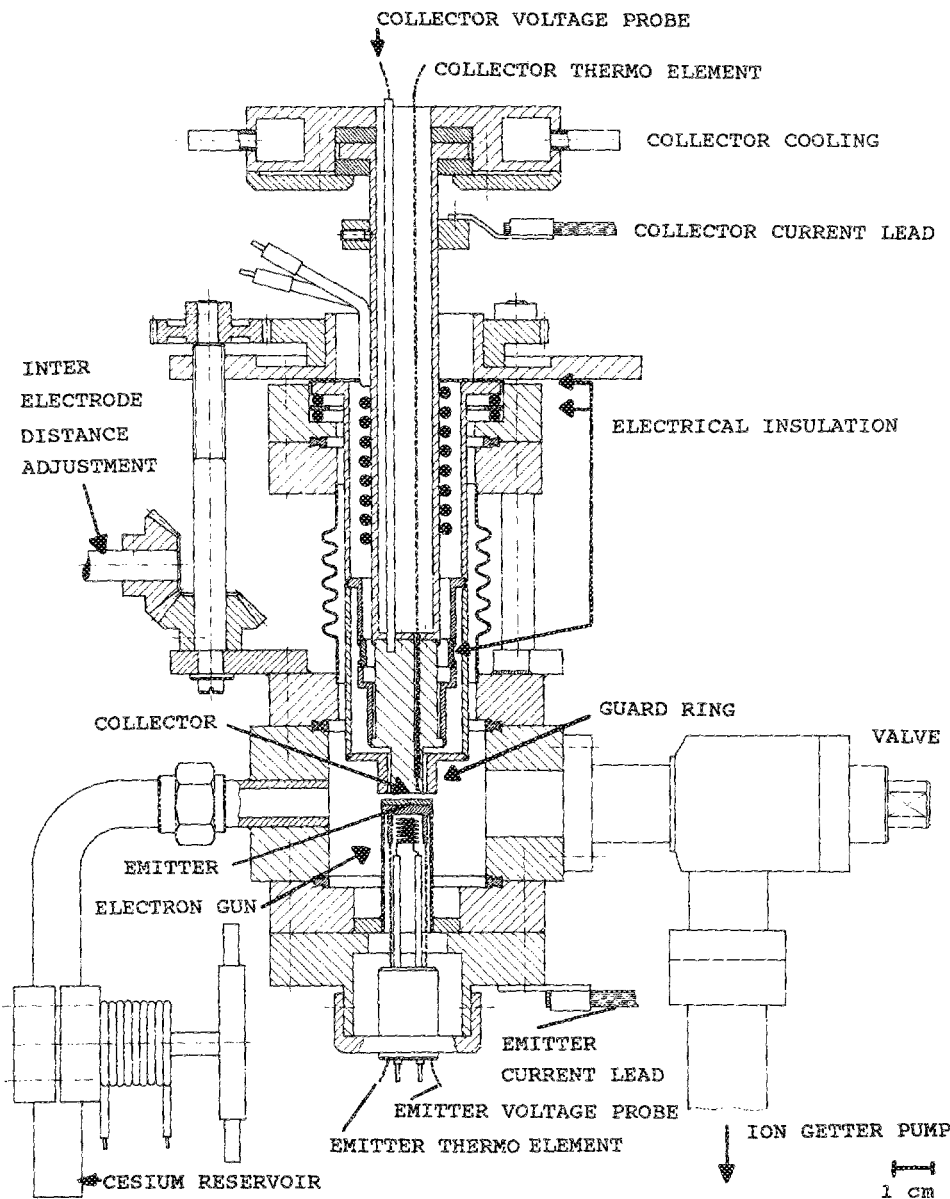 COLLECTOR VOLTAGE PROBE
COLLECTOR THERMO ELEMENT
COLLECTOR COOLING
COLLECTOR CURRENT LEAD
INTER
ELECTRODE
DISTANCE
ADJUSTMENT
ELECTRICAL INSULATION
COLLECTOR
GUARD RING
VALVE
EMITTER
ELECTRON GUN
EMITTER
CURRENT LEAD
EMITTER VOLTAGE PROBE
EMITTER THERMO ELEMENT
ION GETTER PUMP
CESIUM RESERVOIR
1 cm